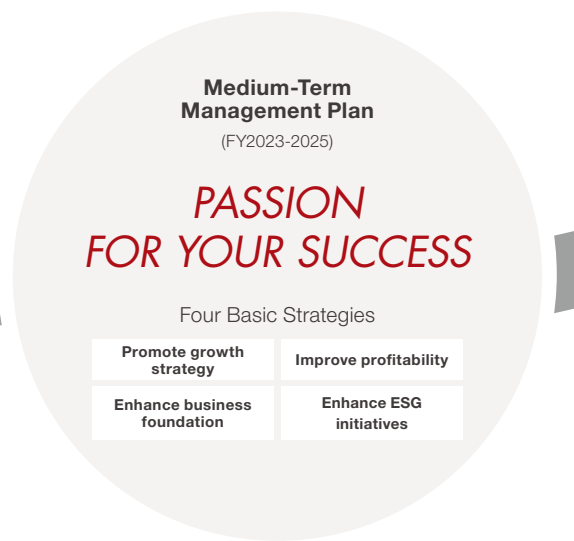 Medium-Term
Management Plan
(FY2023-2025)
PASSION
FOR YOUR SUCCESS
Four Basic Strategies
Promote growth
strategy
Improve profitability
Enhance business
foundation
Enhance ESG
initiatives